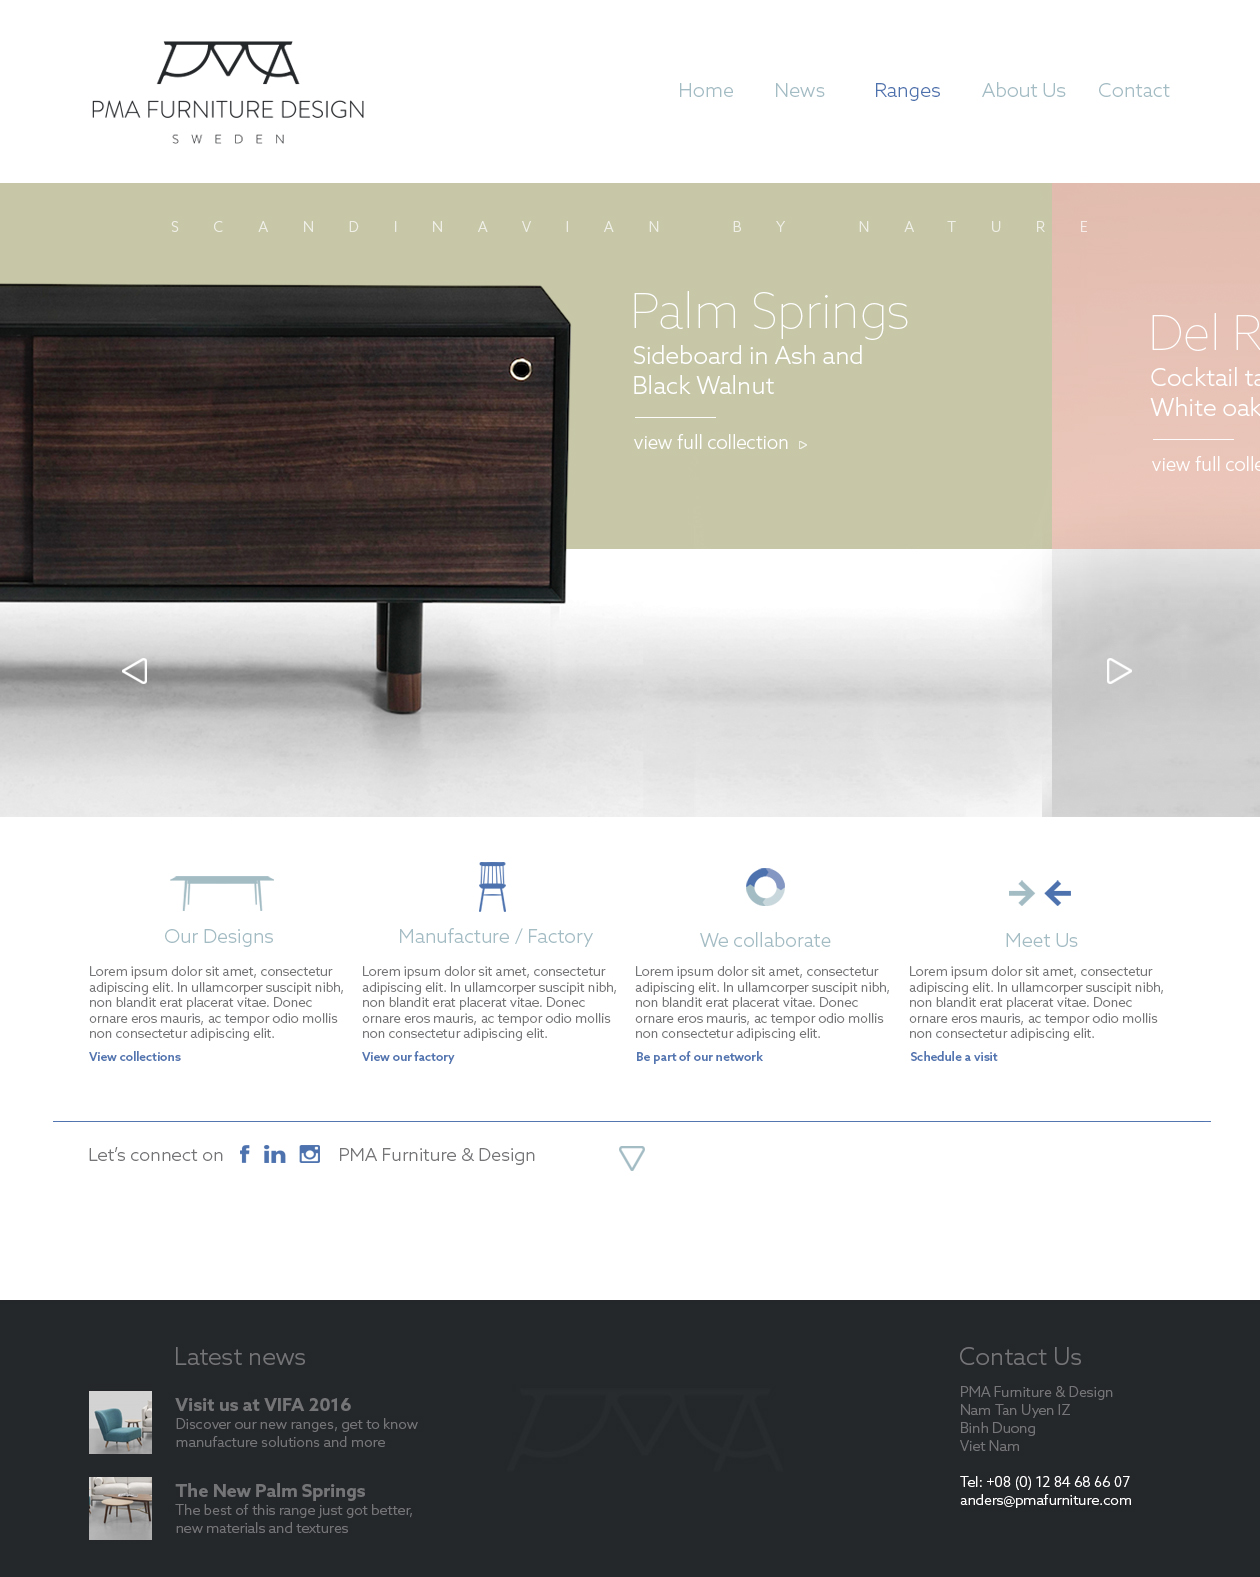 PMA
PMA FURNITURE DESIGN
SWEDEN
Home News Ranges About Us Contact
SCANDINAVIAN BY NATURE
Palm Springs
Sideboard in Ash and
Black Walnut
view full collection
Del R
Cocktail ta
White oak
view full colle
Our Designs
Lorem ipsum dolor sit amet, consectetur
adipiscing elit. In ullamcorper suscipit nibh,
non blandit erat placerat vitae. Donec
ornare eros mauris, ac tempor odio mollis
non consectetur adipiscing elit.
View collections
Manufacture / Factory
Lorem ipsum dolor sit amet, consectetur
adipiscing elit. In ullamcorper suscipit nibh,
non blandit erat placerat vitae. Donec
ornare eros mauris, ac tempor odio mollis
non consectetur adipiscing elit.
View our factory
We collaborate
Lorem ipsum dolor sit amet, consectetur
adipiscing elit. In ullamcorper suscipit nibh,
non blandit erat placerat vitae. Donec
ornare eros mauris, ac tempor odio mollis
non consectetur adipiscing elit.
Be part of our network
Meet Us
Lorem ipsum dolor sit amet, consectetur
adipiscing elit. In ullamcorper suscipit nibh,
non blandit erat placerat vitae. Donec
ornare eros mauris, ac tempor odio mollis
non consectetur adipiscing elit.
Schedule a visit
Let's connect on f in PMA Furniture & Design
Latest news
Visit us at VIFA 2016
Discover our new ranges, get to know
manufacture solutions and more
The New Palm Springs
The best of this range just got better,
new materials and textures
PMA
Contact Us
PMA Furniture & Design
Nam Tan Uyen IZ
Binh Duong
Viet Nam
Tel: +08 (0) 12 84 68 66 07
anders@pmafurniture.com